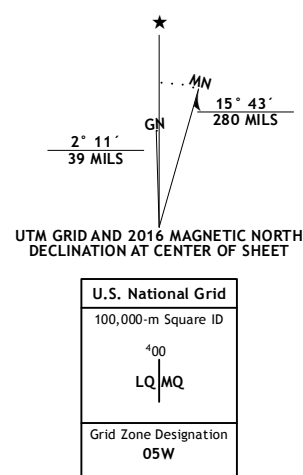 MN
GN
15° 43´
280 MILS
2° 11´
39 MILS
UTM GRID AND 2016 MAGNETIC NORTH
DECLINATION AT CENTER OF SHEET
U.S. National Grid
100,000-m Square ID
⁴00
LQ MQ
Grid Zone Designation
05W